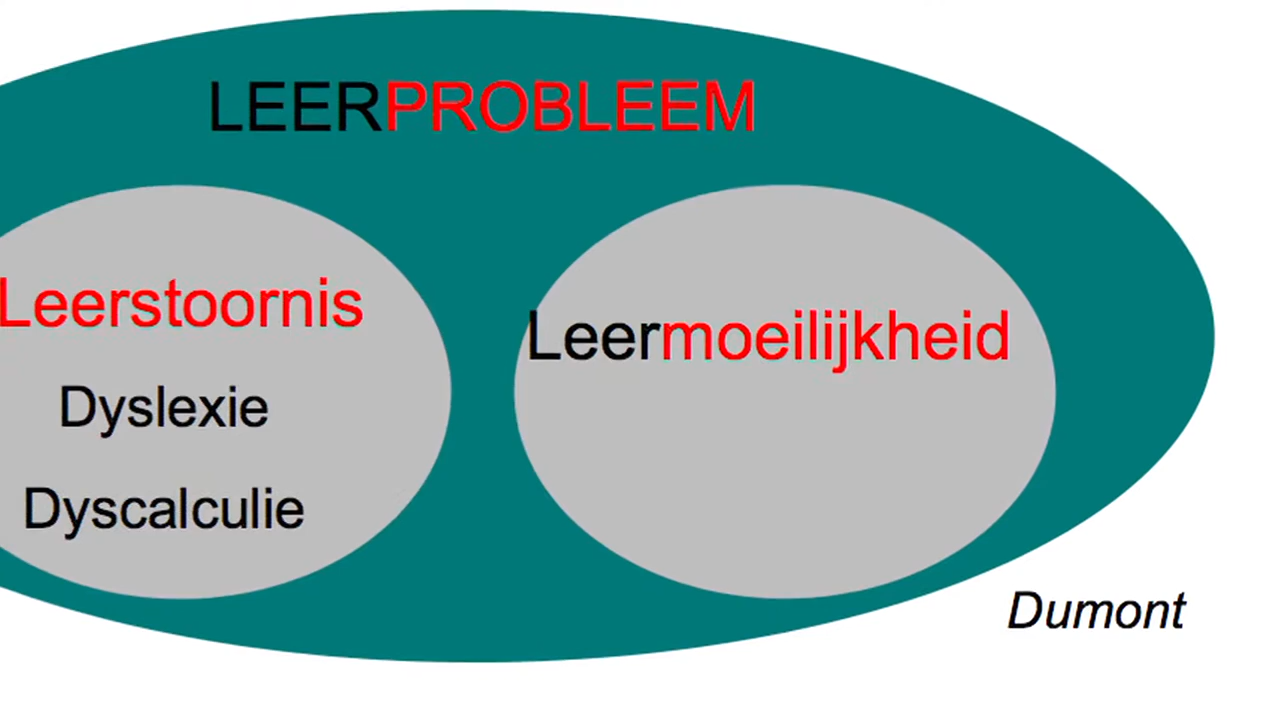 LEERPROBLEEM
Leerstoornis
Dyslexie
Dyscalculie
Leermoeilijkheid
Dumont